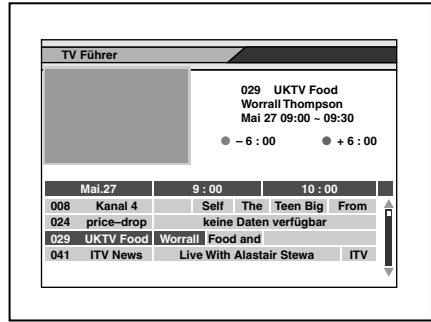 TV Führer
029 UKTV Food
Worrall Thompson
Mai 27 09:00 ~ 09:30
– 6 : 00 + 6 : 00
Mai.27 9 : 00 10 : 00
008 Kanal 4 – Self The Teen Big From
024 price–drop keine Daten verfügbar
029 UKTV Food Worrall Food and
041 ITV News Live With Alastair Stewa ITV